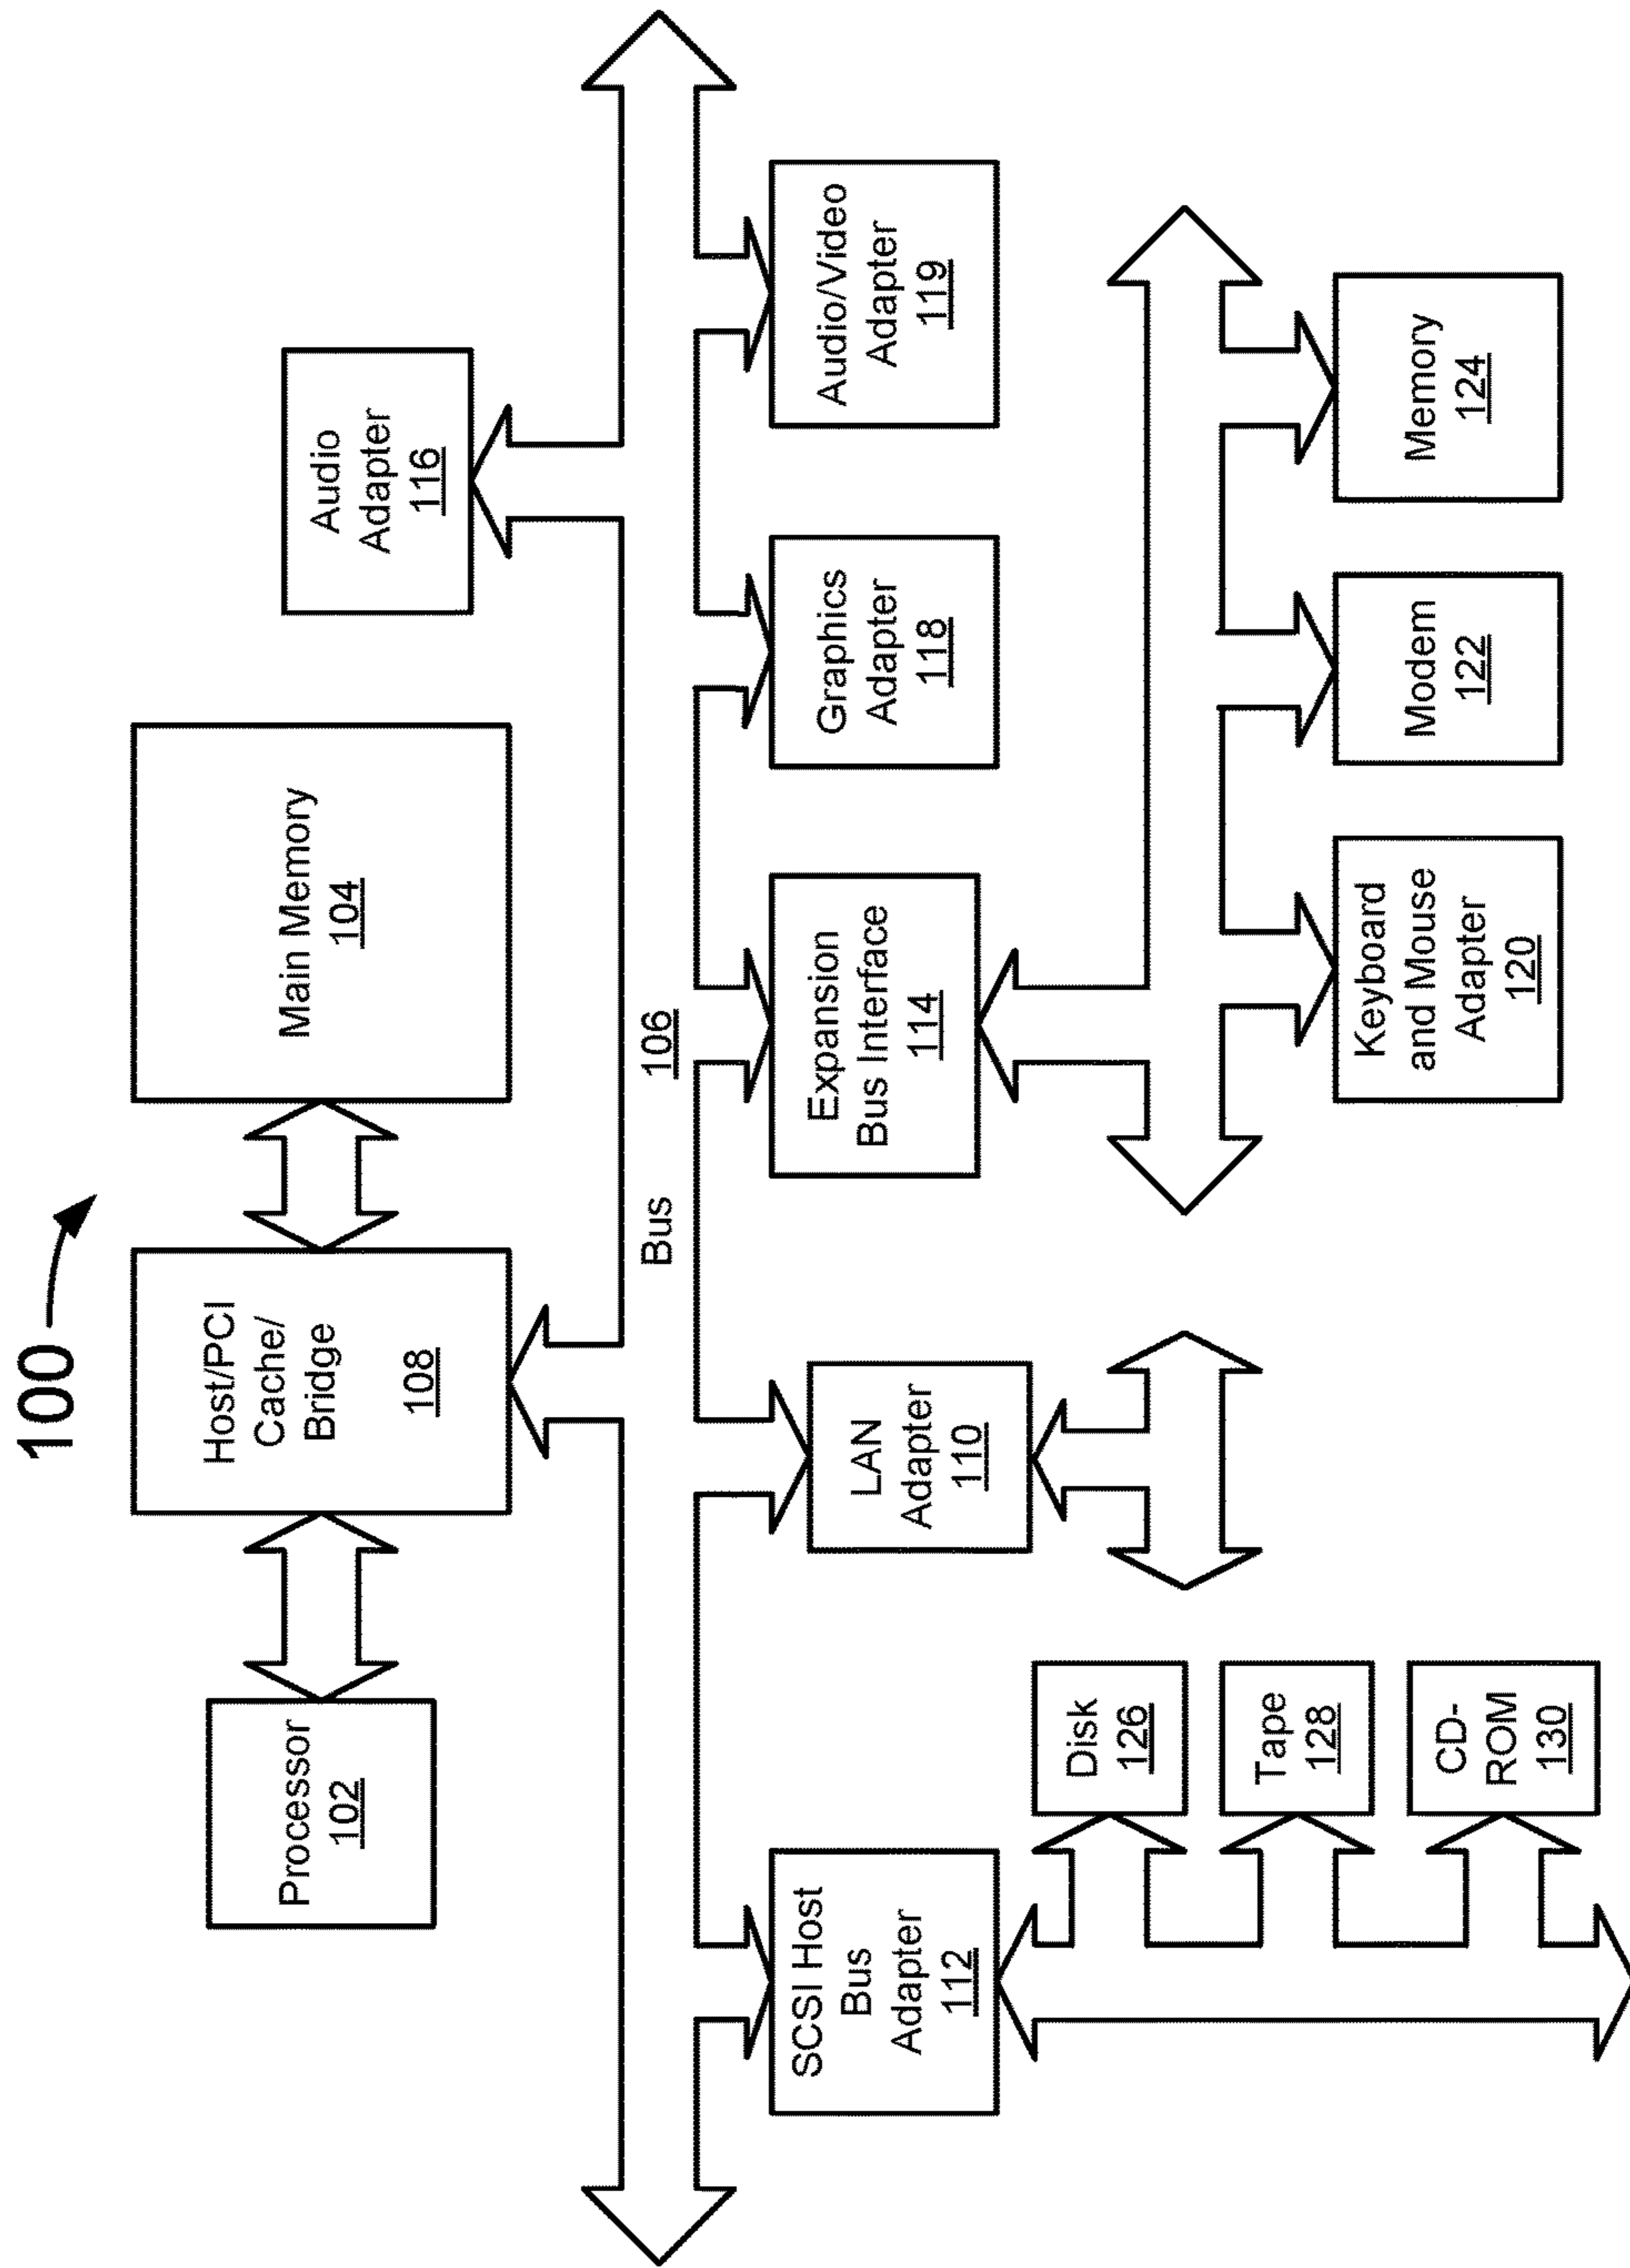 100
Processor
102
Host/PCI
Cache/
Bridge
108
Main Memory
104
Audio
Adapter
116
Bus
106
SCSI Host
Bus
Adapter
112
LAN
Adapter
110
Expansion
Bus Interface
114
Graphics
Adapter
118
Audio/Video
Adapter
119
Disk
126
Tape
128
CD-
ROM
130
Keyboard
and Mouse
Adapter
120
Modem
122
Memory
124